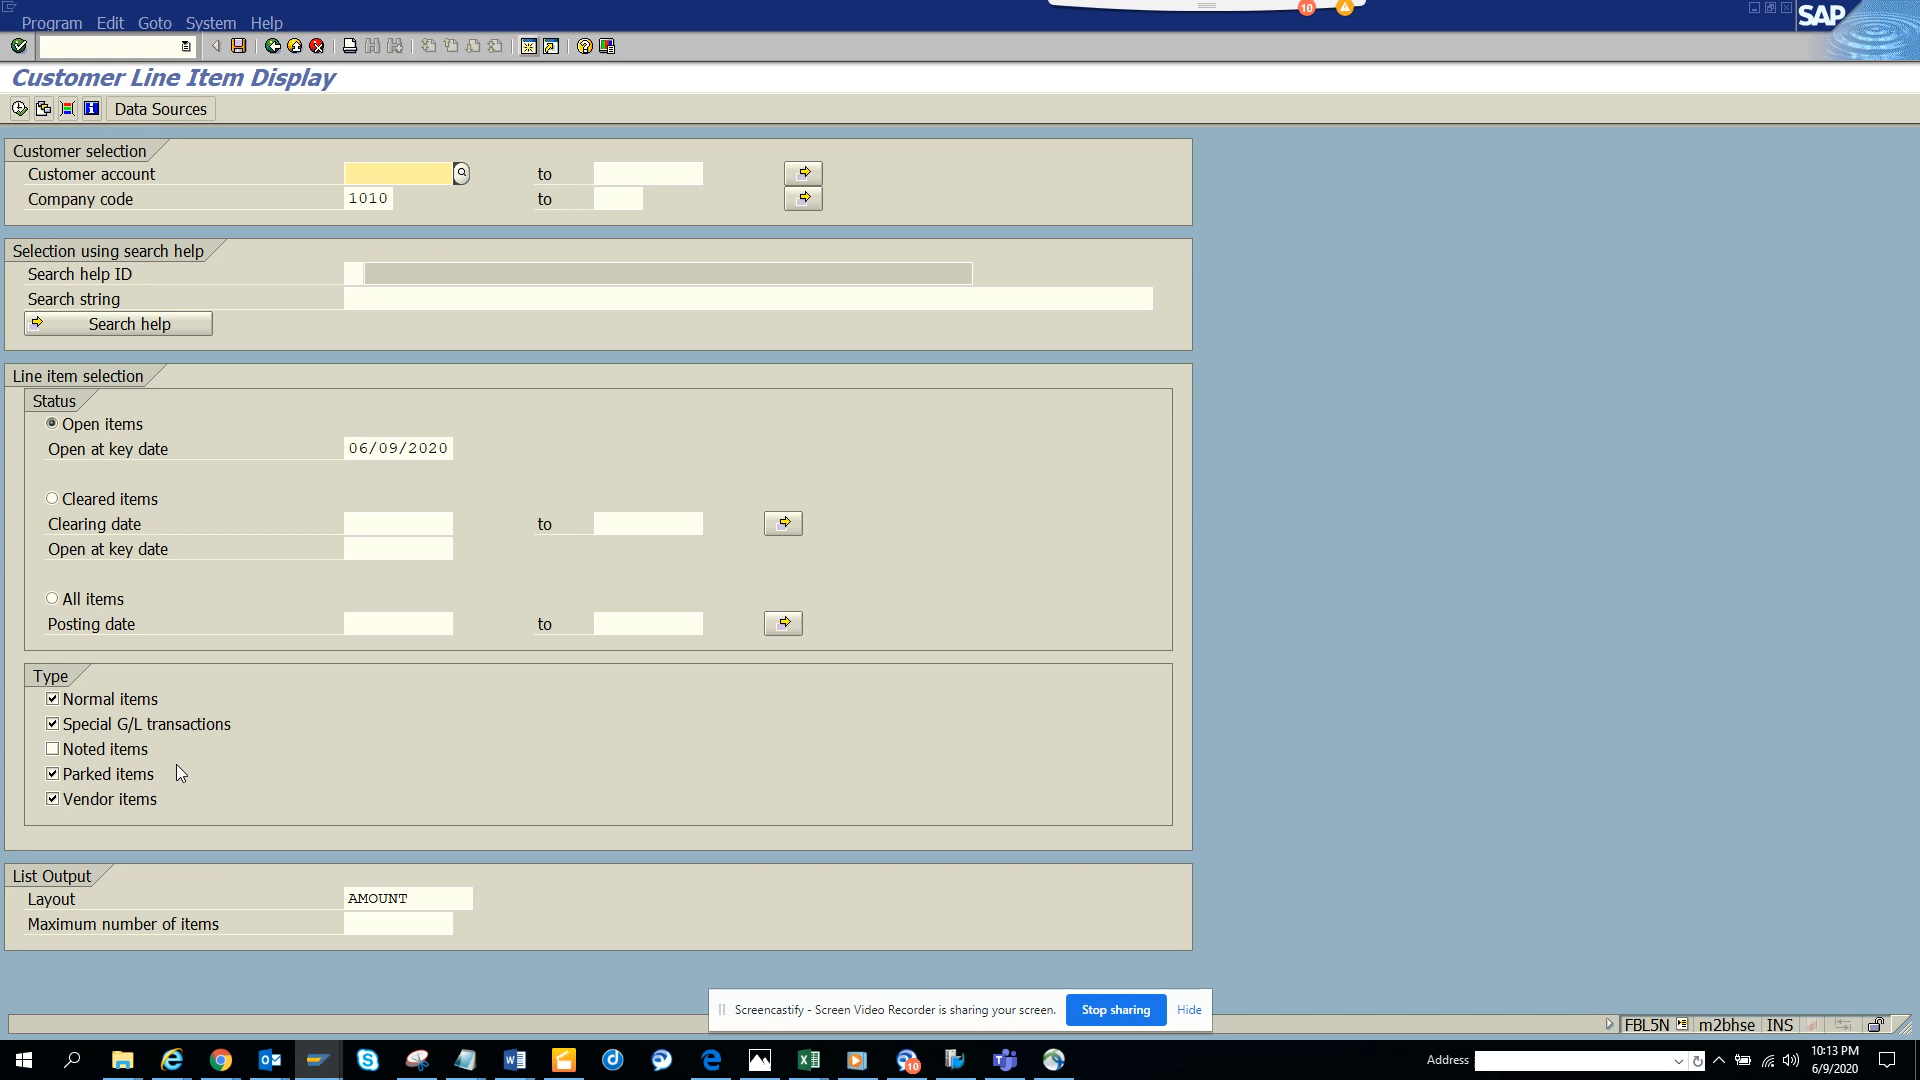 10
Program Edit Goto System Help
SAP
Customer Line Item Display
Data Sources
Customer selection
Customer account to
Company code 1010 to
Selection using search help
Search help ID
Search string
Search help
Line item selection
Status
Open items
Open at key date 06/09/2020
Cleared items
Clearing date to
Open at key date
All items
Posting date to
Type
Normal items
Special G/L transactions
Noted items
Parked items
Vendor items
List Output
Layout AMOUNT
Maximum number of items
Screencastify - Screen Video Recorder is sharing your screen. Stop sharing Hide
FBL5N m2bhse INS
10
Address
10:13 PM
6/9/2020